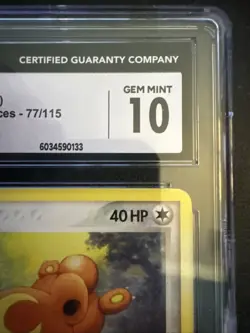 CERTIFIED GUARANTY COMPANY
)
ces - 77/115
6034590133
GEM MINT
10
40 HP